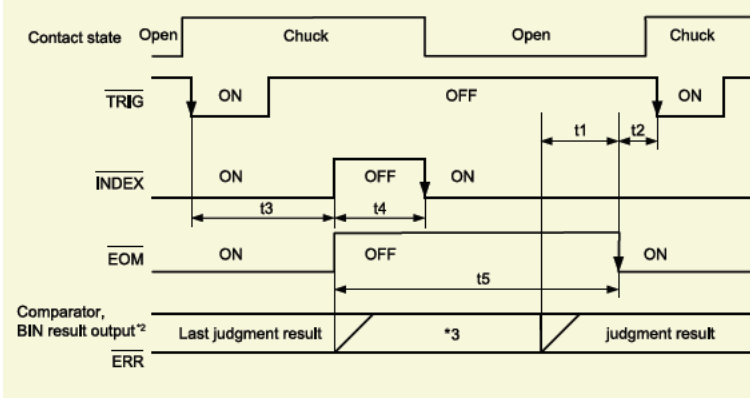 Contact state Open Chuck Open Chuck
TRIG ON OFF ON
t1 t2
INDEX ON OFF ON
t3 t4
EOM ON OFF ON
t5
Comparator,
BIN result output*2 Last judgment result *3 judgment result
ERR